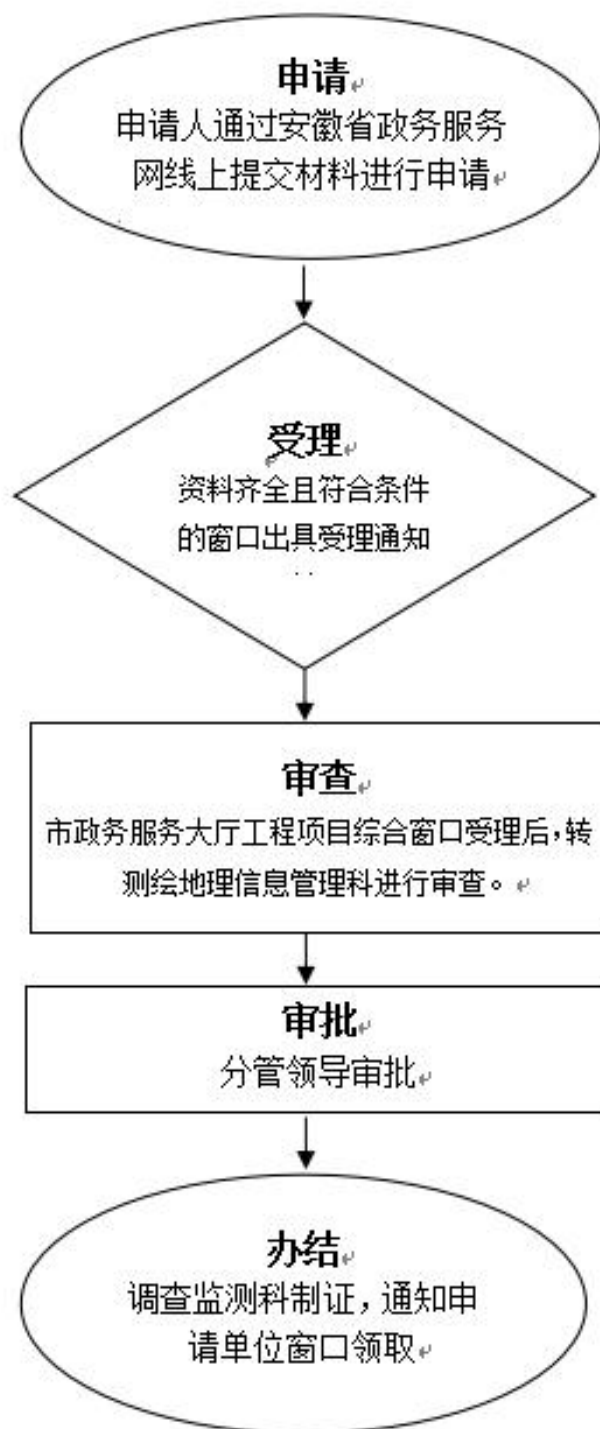 申请
申请人通过安徽省政务服务
网线上提交材料进行申请
受理
资料齐全且符合条件
的窗口出具受理通知
审查
市政务服务大厅工程项目综合窗口受理后，转
测绘地理信息管理科进行审查。
审批
分管领导审批
办结
调查监测科制证，通知申
请单位窗口领取